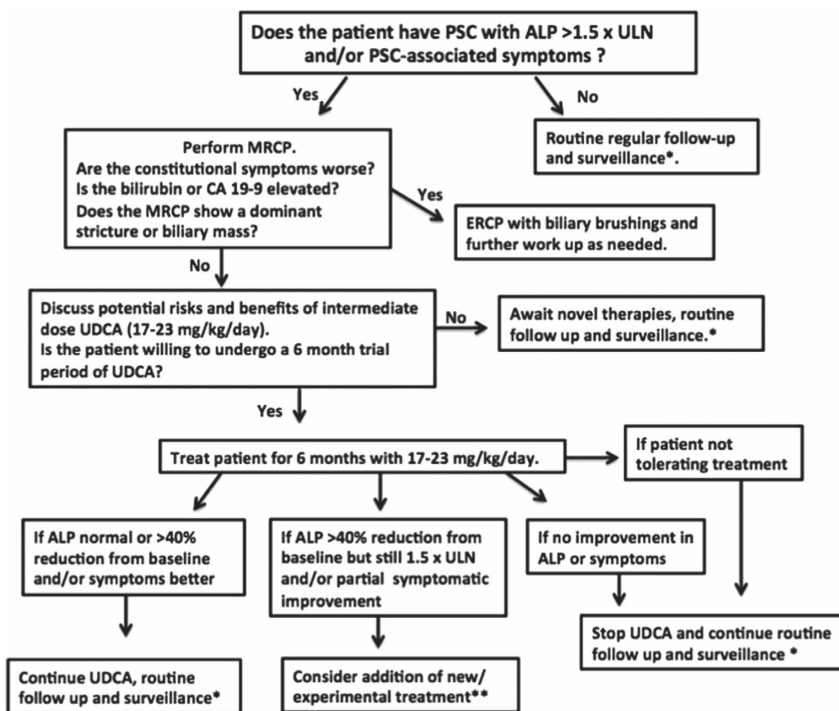 Does the patient have PSC with ALP >1.5 x ULN
and/or PSC-associated symptoms ?
Yes
No
Perform MRCP.
Are the constitutional symptoms worse?
Is the bilirubin or CA 19-9 elevated?
Does the MRCP show a dominant
stricture or biliary mass?
Routine regular follow-up
and surveillance*.
Yes
ERCP with biliary brushings and
further work up as needed.
No
Discuss potential risks and benefits of intermediate
dose UDCA (17-23 mg/kg/day).
Is the patient willing to undergo a 6 month trial
period of UDCA?
No
Await novel therapies, routine
follow up and surveillance.*
Yes
Treat patient for 6 months with 17-23 mg/kg/day.
If patient not
tolerating treatment
If ALP normal or >40%
reduction from baseline
and/or symptoms better
If ALP >40% reduction from
baseline but still 1.5 x ULN
and/or partial symptomatic
improvement
If no improvement in
ALP or symptoms
Stop UDCA and continue routine
follow up and surveillance *
Continue UDCA, routine
follow up and surveillance*
Consider addition of new/
experimental treatment**